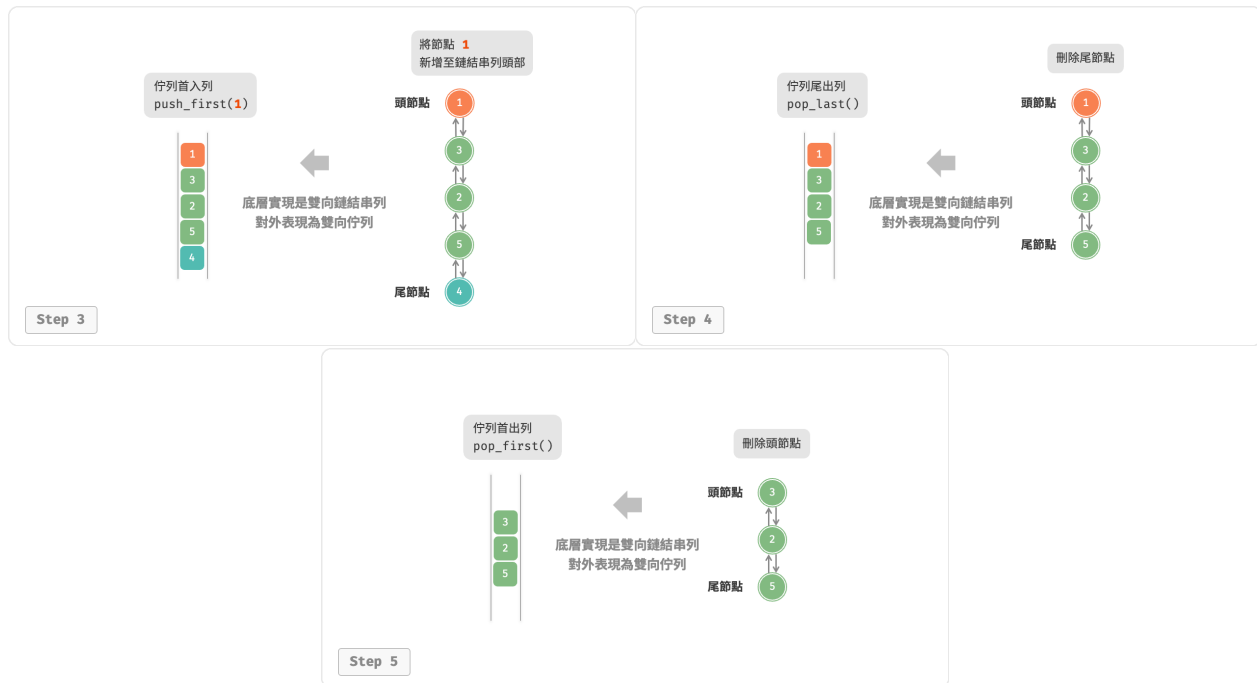 將節點 1
新增至鏈結串列頭部
佇列首入列
push_first(1)
頭節點
1
3
2
5
4
1
3
2
5
4
底層實現是雙向鏈結串列
對外表現為雙向佇列
尾節點
Step 3
刪除尾節點
佇列尾出列
pop_last()
頭節點
1
3
2
5
1
3
2
5
底層實現是雙向鏈結串列
對外表現為雙向佇列
尾節點
Step 4
佇列首出列
pop_first()
刪除頭節點
頭節點
3
2
5
3
2
5
底層實現是雙向鏈結串列
對外表現為雙向佇列
尾節點
Step 5